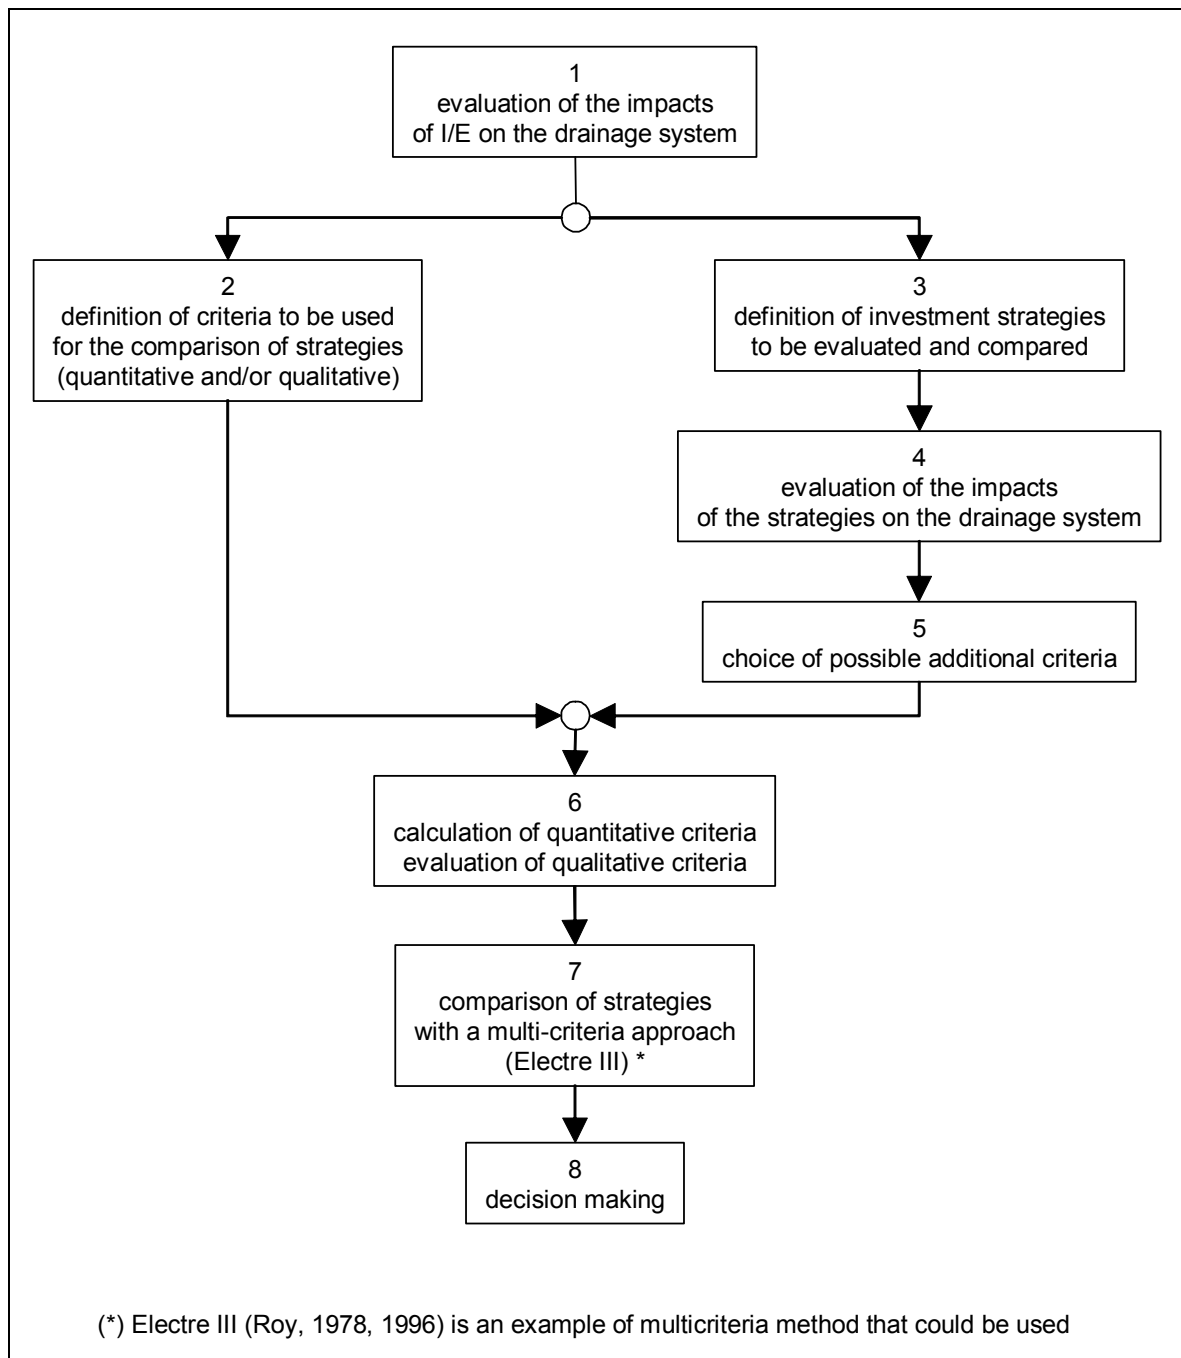 1
evaluation of the impacts
of I/E on the drainage system
2
definition of criteria to be used
for the comparison of strategies
(quantitative and/or qualitative)
3
definition of investment strategies
to be evaluated and compared
4
evaluation of the impacts
of the strategies on the drainage system
5
choice of possible additional criteria
6
calculation of quantitative criteria
evaluation of qualitative criteria
7
comparison of strategies
with a multi-criteria approach
(Electre III) *
8
decision making
(*) Electre III (Roy, 1978, 1996) is an example of multicriteria method that could be used